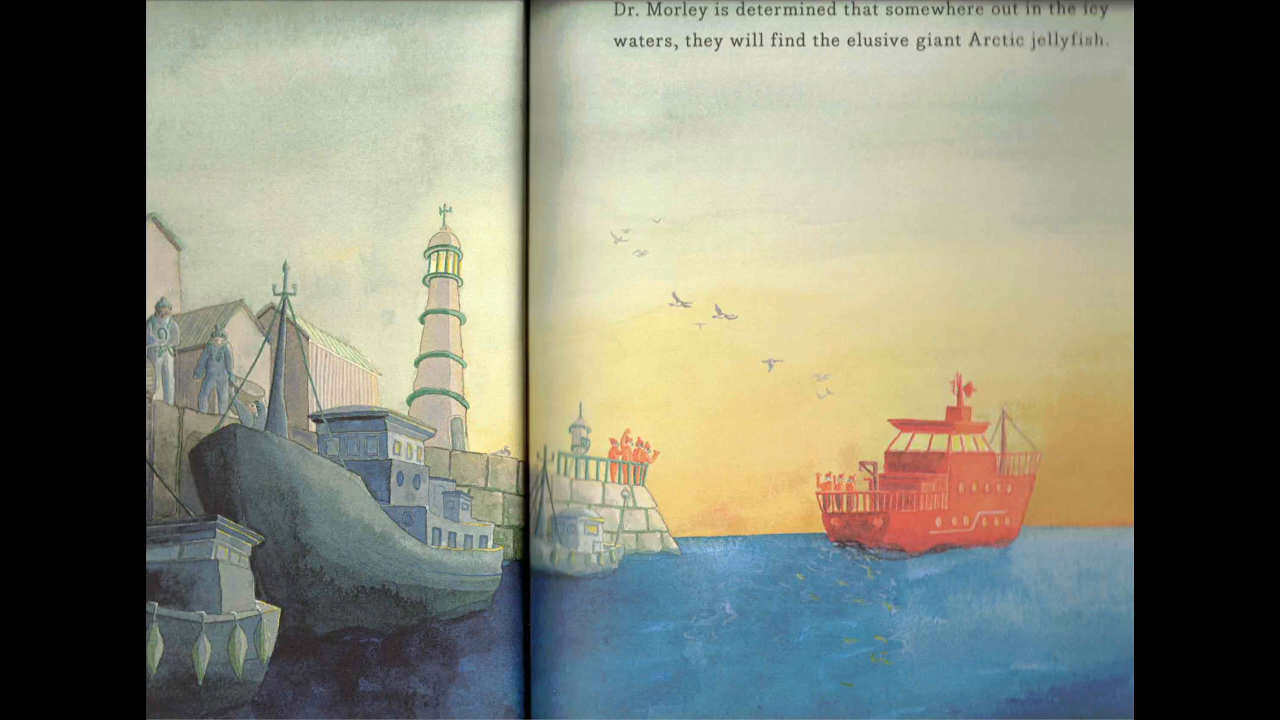 Dr. Morley is determined that somewhere out in the icy
waters, they will find the elusive giant Arctic jellyfish.